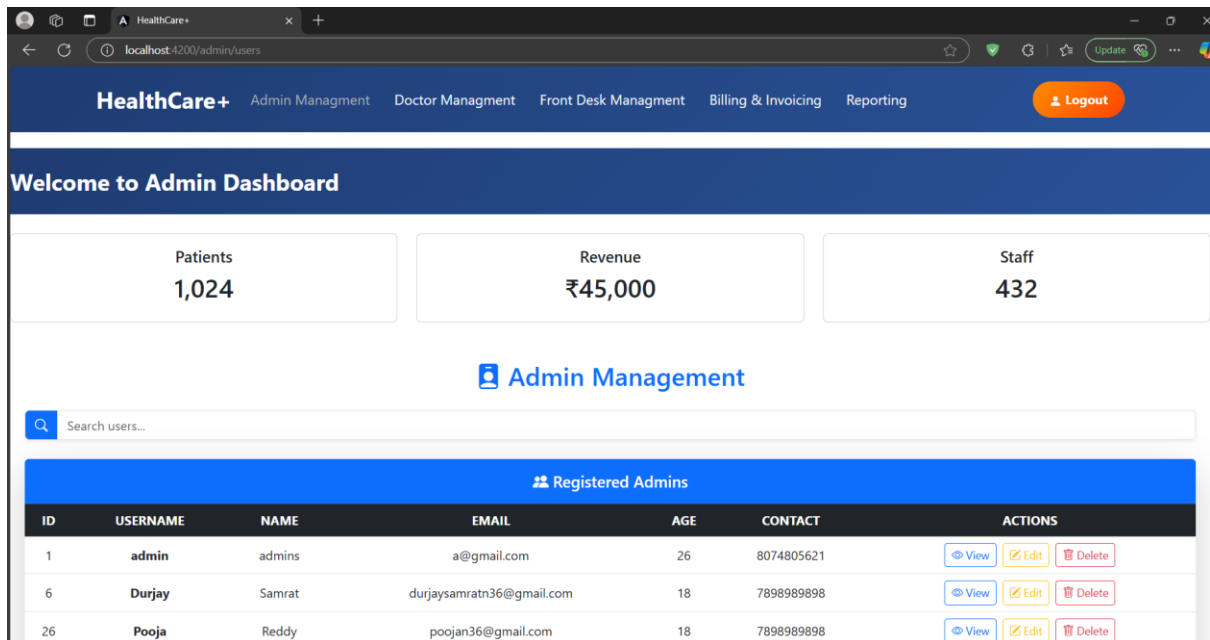 HealthCare+
localhost:4200/admin/users
Update
HealthCare+ Admin Managment Doctor Managment Front Desk Managment Billing & Invoicing Reporting Logout
Welcome to Admin Dashboard
Patients Revenue Staff
1,024 ₹45,000 432
Admin Management
Search users...
Registered Admins
ID USERNAME NAME EMAIL AGE CONTACT ACTIONS
1 admin admins a@gmail.com 26 8074805621 View Edit Delete
6 Durjay Samrat durjaysamratn36@gmail.com 18 7898989898 View Edit Delete
26 Pooja Reddy poojan36@gmail.com 18 7898989898 View Edit Delete